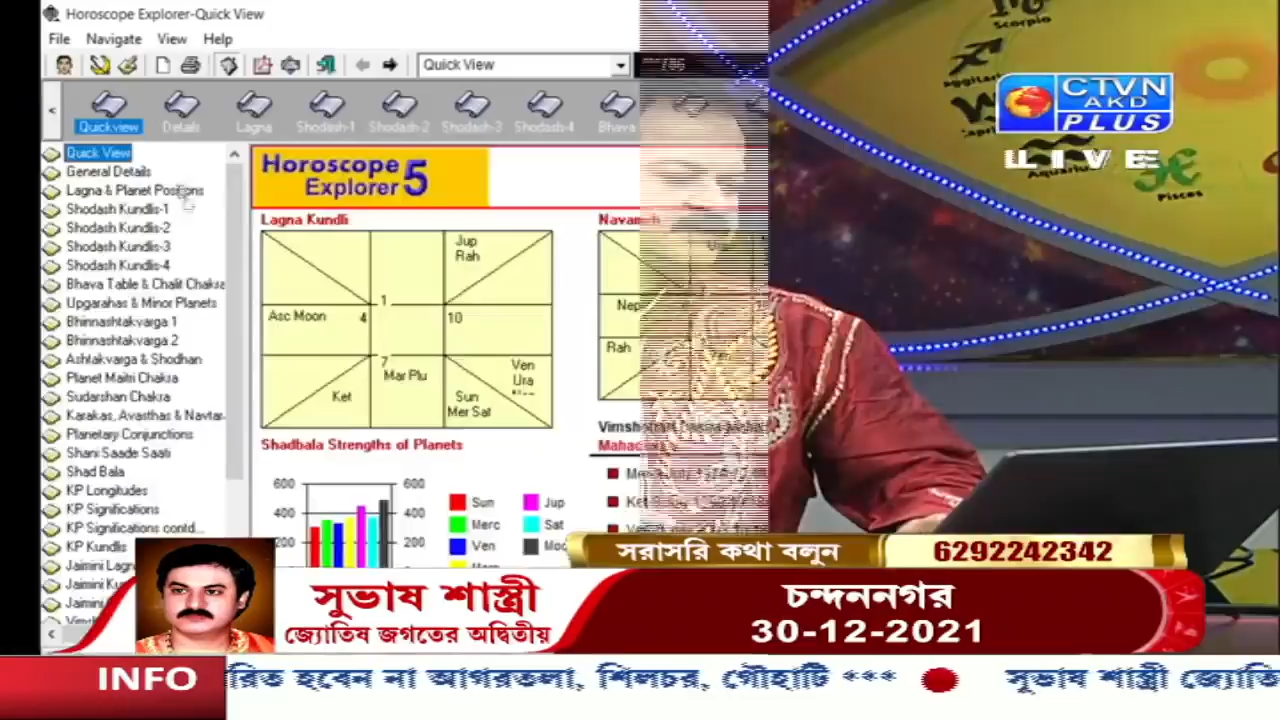 Horoscope Explorer-Quick View
File Navigate View Help
Quick View
Quickview Details Lagna Shodash-1 Shodash-2 Shodash-3 Shodash-4 Bhava
Quick View
General Details
Lagna & Planet Positions
Shodash Kundlis-1
Shodash Kundlis-2
Shodash Kundlis-3
Shodash Kundlis-4
Bhava Table & Chalit Chakra
Upgarahas & Minor Planets
Bhinnashtakvarga 1
Bhinnashtakvarga 2
Ashtakvarga & Shodhan
Planet Maitri Chakra
Sudarshan Chakra
Karakas, Avasthas & Navtar
Planetary Conjunctions
Shani Saade Saati
Shad Bala
KP Longitudes
KP Significations
KP Significations contd...
KP Kundlis
Jaimini Lagn
Jaimini Kun
Jaimini
Horoscope
Explorer 5
Lagna Kundli
Jup
Rah
1
Asc Moon 4
10
7
Mar Plu
Ket
Ven
Ura
Sun
Mer Sat
Nep
Rah
Shadbala Strengths of Planets
600 600
400 400
200 200
Sun Jup
Merc Sat
Ven
Scorpio
Aquarius
Pisces
CTVN
AKD
PLUS
LIVE
সরাসরি কথা বলুন 6292242342
সুভাষ শাস্ত্রী
জ্যোতিষ জগতের অদ্বিতীয়
চন্দননগর
30-12-2021
INFO রিত হবেন না আগরতলা, শিলচর, গৌহাটি *** সুভাষ শাস্ত্রী জ্যোতি